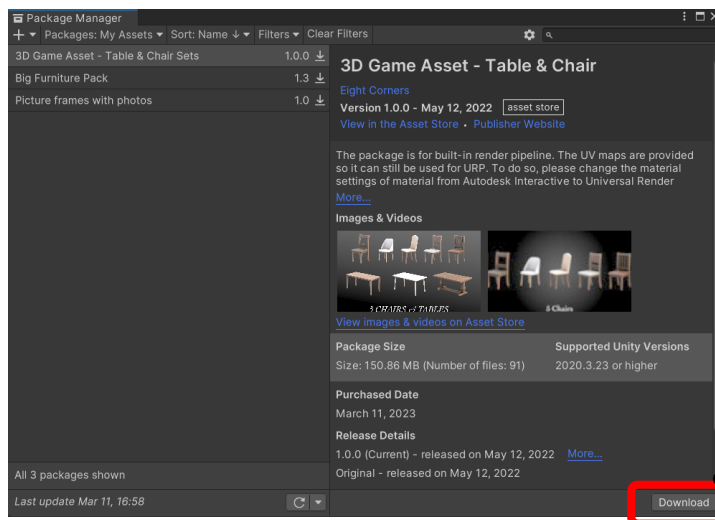 Package Manager
Packages: My Assets Sort: Name ↓ Filters Clear Filters
3D Game Asset - Table & Chair Sets 1.0.0
Big Furniture Pack 1.3
Picture frames with photos 1.0
All 3 packages shown
Last update Mar 11, 16:58
3D Game Asset - Table & Chair
Eight Corners
Version 1.0.0 - May 12, 2022 asset store
View in the Asset Store • Publisher Website
The package is for built-in render pipeline. The UV maps are provided
so it can still be used for URP. To do so, please change the material
settings of material from Autodesk Interactive to Universal Render
More...
Images & Videos
5 Chairs
View images & videos on Asset Store
Package Size Supported Unity Versions
Size: 150.86 MB (Number of files: 91) 2020.3.23 or higher
Purchased Date
March 11, 2023
Release Details
1.0.0 (Current) - released on May 12, 2022 More...
Original - released on May 12, 2022
Download